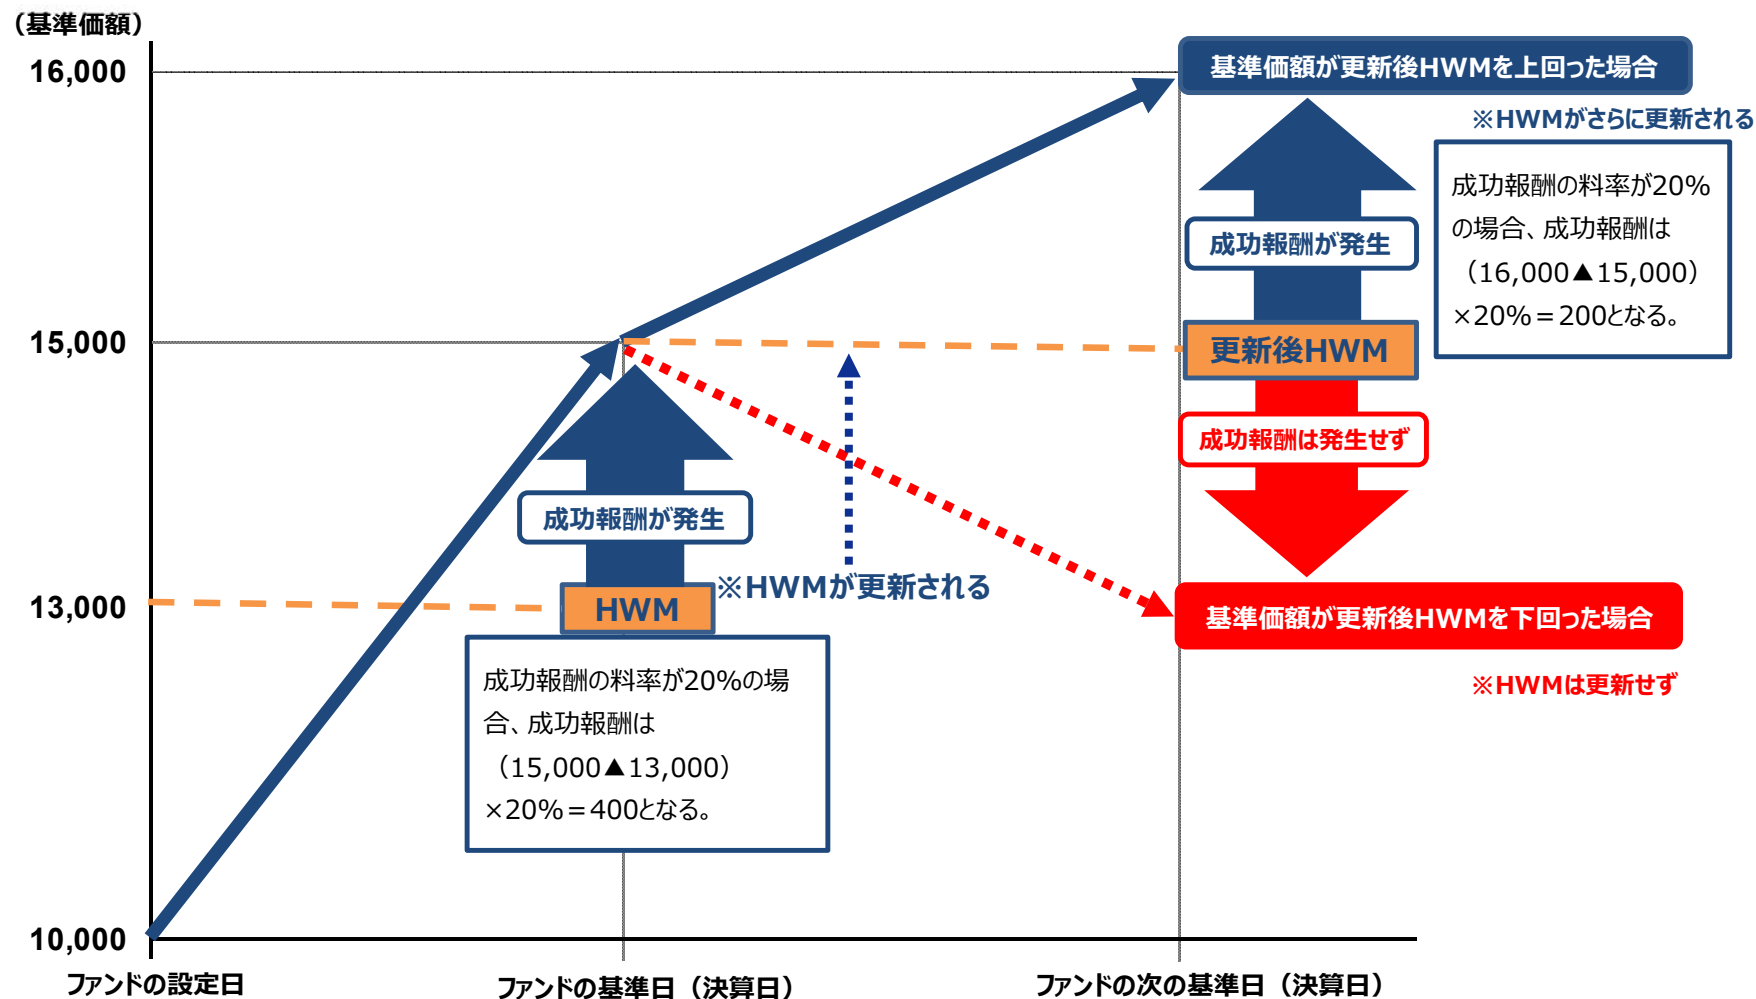 （基準価額）
16,000
基準価額が更新後HWMを上回った場合
※HWMがさらに更新される
成功報酬の料率が20%
の場合、成功報酬は
（16,000▲15,000）
×20%＝200となる。
成功報酬が発生
15,000
更新後HWM
成功報酬は発生せず
成功報酬が発生
※HWMが更新される
13,000
HWM
基準価額が更新後HWMを下回った場合
※HWMは更新せず
成功報酬の料率が20%の場
合、成功報酬は
（15,000▲13,000）
×20%＝400となる。
10,000
ファンドの設定日
ファンドの基準日（決算日）
ファンドの次の基準日（決算日）